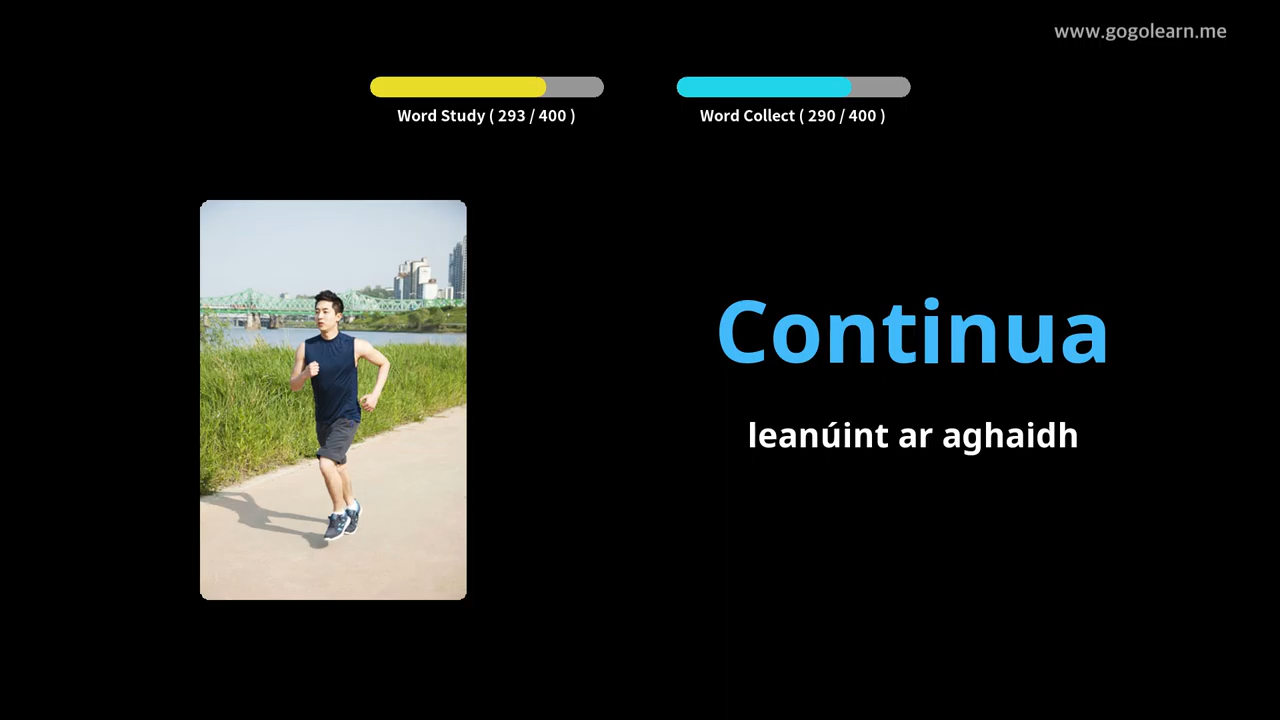 www.gogolearn.me
Word Study ( 293 / 400 )
Word Collect ( 290 / 400 )
Continua
leanúint ar aghaidh